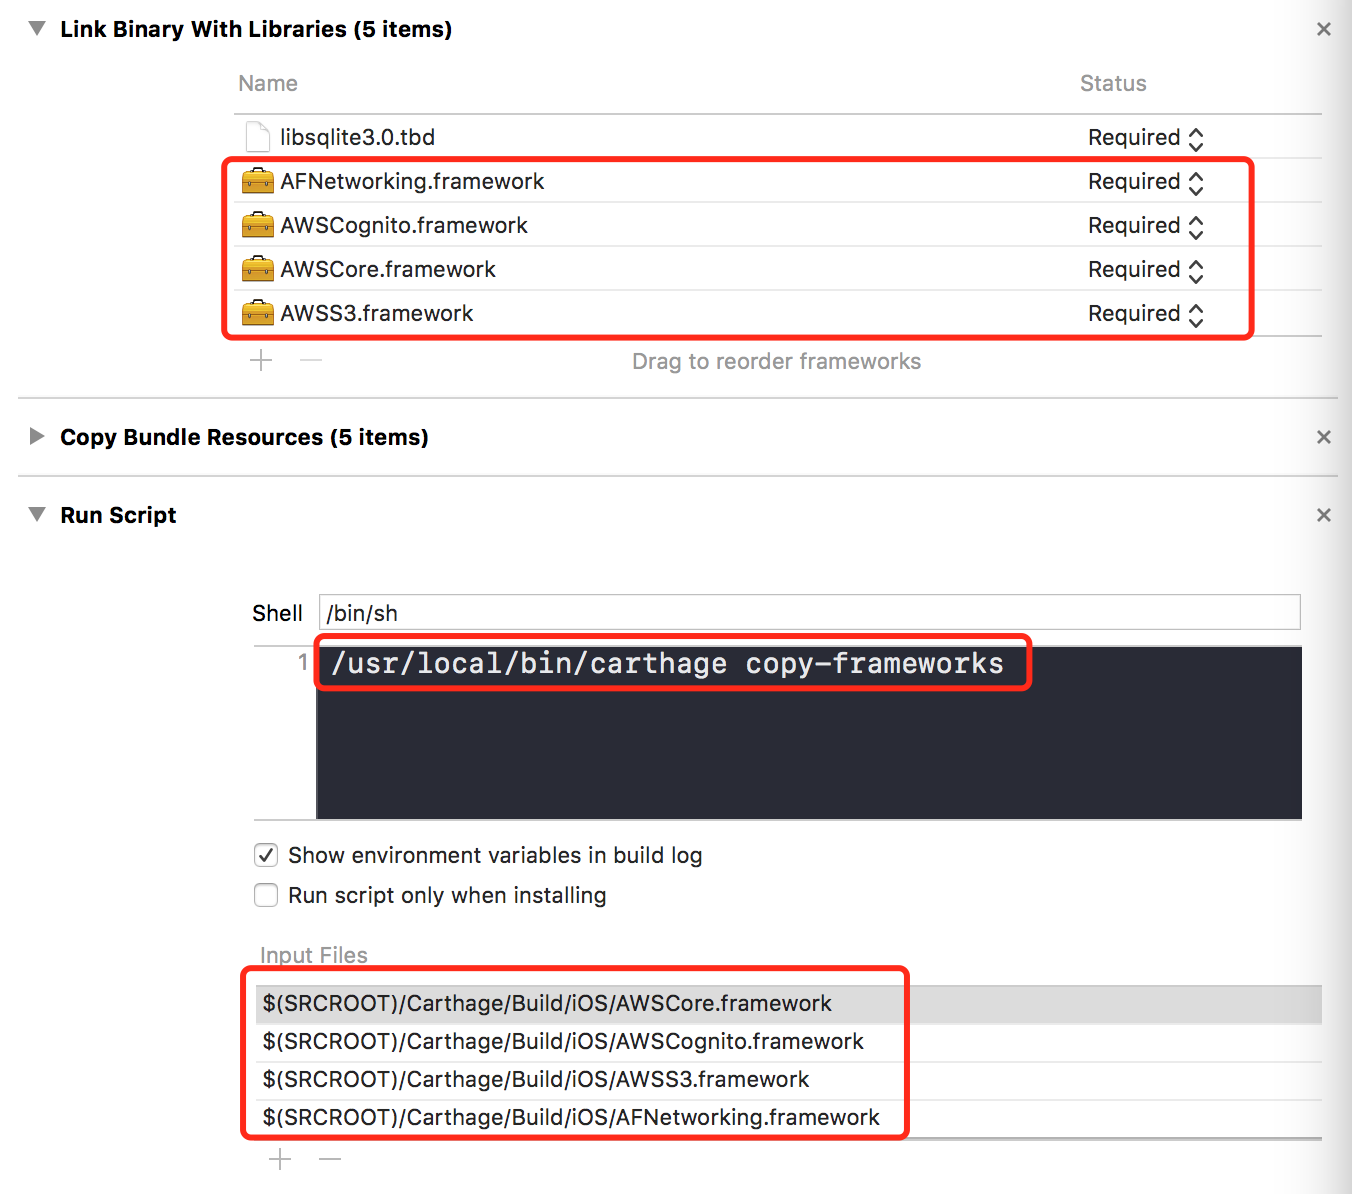 Link Binary With Libraries (5 items)
Name Status
libsqlite3.0.tbd Required
AFNetworking.framework Required
AWSCognito.framework Required
AWSCore.framework Required
AWSS3.framework Required
Drag to reorder frameworks
Copy Bundle Resources (5 items)
Run Script
Shell /bin/sh
1 /usr/local/bin/carthage copy-frameworks
Show environment variables in build log
Run script only when installing
Input Files
$(SRCROOT)/Carthage/Build/iOS/AWSCore.framework
$(SRCROOT)/Carthage/Build/iOS/AWSCognito.framework
$(SRCROOT)/Carthage/Build/iOS/AWSS3.framework
$(SRCROOT)/Carthage/Build/iOS/AFNetworking.framework